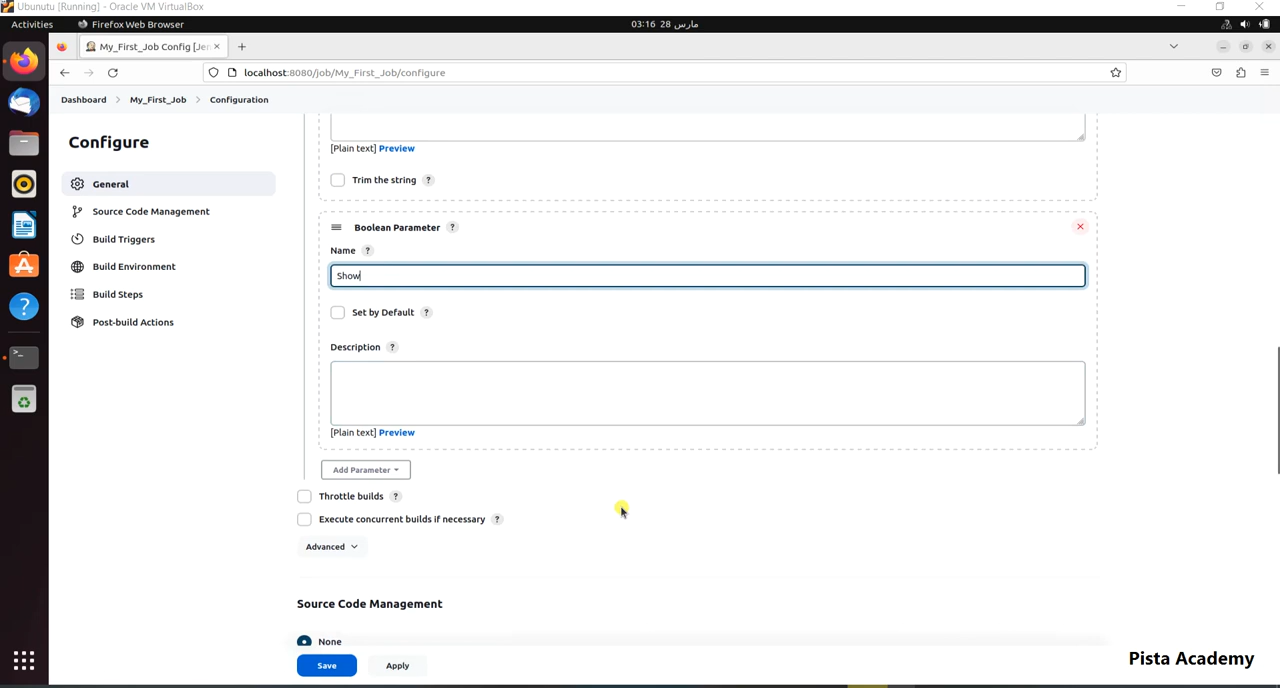 Ubunutu [Running] - Oracle VM VirtualBox
Activities
Firefox Web Browser
03:16 28 مارس
My_First_Job Config [Jen
localhost:8080/job/My_First_Job/configure
Dashboard
My_First_Job
Configuration
Configure
General
Source Code Management
Build Triggers
Build Environment
Build Steps
Post-build Actions
[Plain text] Preview
Trim the string ?
Boolean Parameter ?
Name ?
Show
Set by Default ?
Description ?
[Plain text] Preview
Add Parameter
Throttle builds ?
Execute concurrent builds if necessary ?
Advanced
Source Code Management
None
Save
Apply
Pista Academy